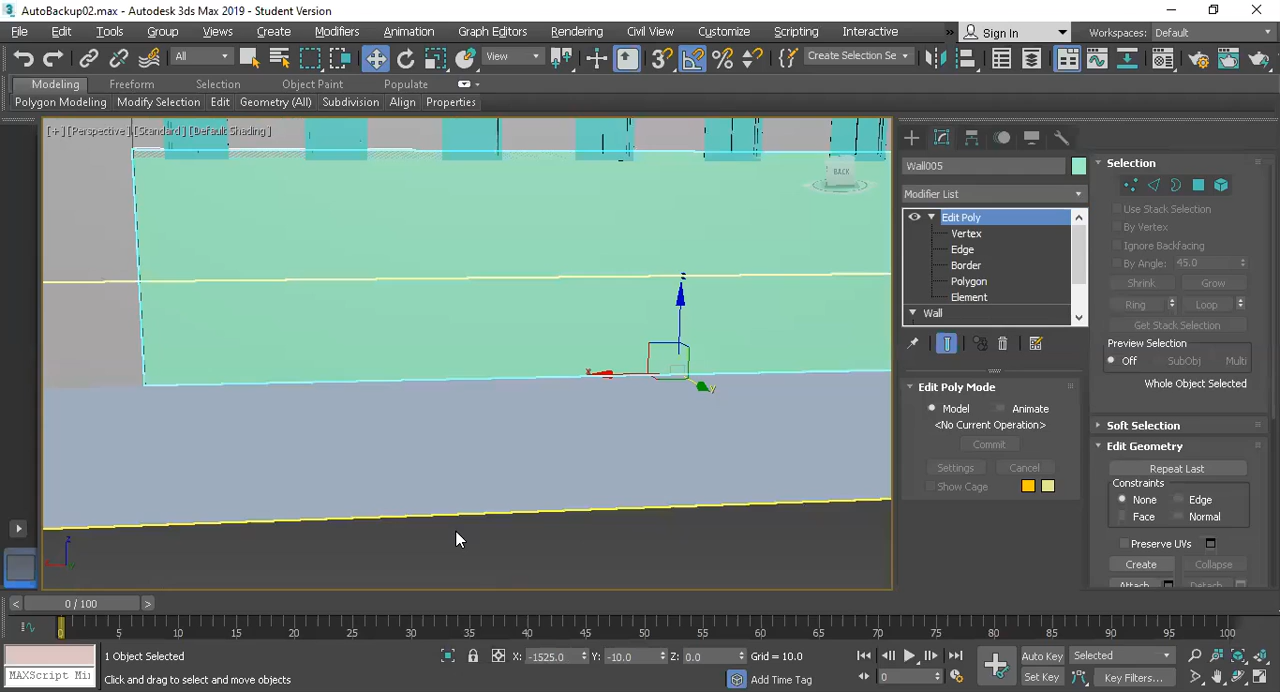 AutoBackup02.max - Autodesk 3ds Max 2019 - Student Version
File Edit Tools Group Views Create Modifiers Animation Graph Editors Rendering Civil View Customize Scripting Interactive » Sign In Workspaces: Default
All View Create Selection Se
Modeling Freeform Selection Object Paint Populate
Polygon Modeling Modify Selection Edit Geometry (All) Subdivision Align Properties
[+] [Perspective] [Standard] [Default Shading]
BACK
x
y
z
x
y
Wall005
Modifier List
Edit Poly
Vertex
Edge
Border
Polygon
Element
Wall
Edit Poly Mode
Model Animate
<No Current Operation>
Commit
Settings Cancel
Show Cage
Selection
Use Stack Selection
By Vertex
Ignore Backfacing
By Angle: 45.0
Shrink Grow
Ring Loop
Get Stack Selection
Preview Selection
Off SubObj Multi
Whole Object Selected
Soft Selection
Edit Geometry
Repeat Last
Constraints
None Edge
Face Normal
Preserve UVs
Create Collapse
Attach Detach
< 0 / 100 >
0 5 10 15 20 25 30 35 40 45 50 55 60 65 70 75 80 85 90 95 100
1 Object Selected X: -1525.0 Y: -10.0 Z: 0.0 Grid = 10.0 Auto Key Selected
MAXScript Mi Click and drag to select and move objects Add Time Tag 0 Set Key Key Filters...